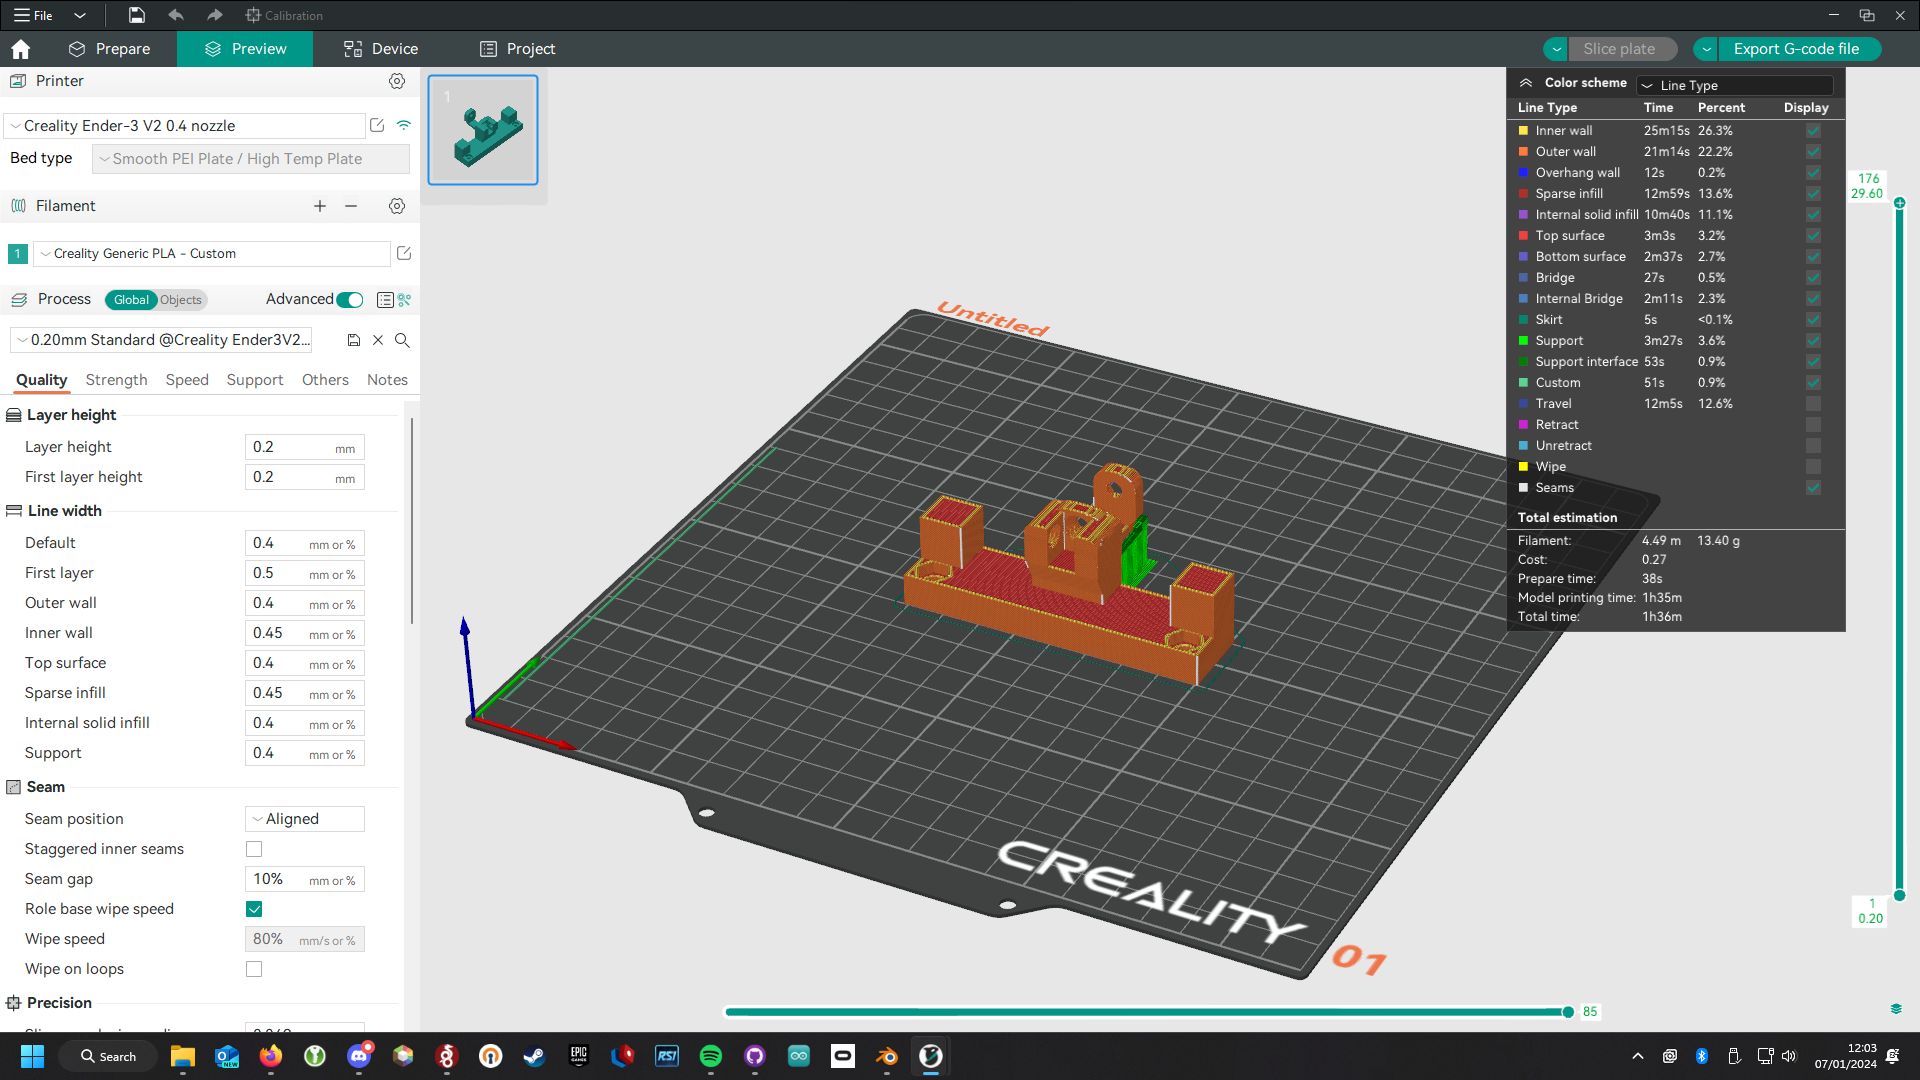 File
Calibration
Prepare
Preview
Device
Project
Slice plate
Export G-code file
Printer
Creality Ender-3 V2 0.4 nozzle
Bed type
Smooth PEI Plate / High Temp Plate
Filament
1
Creality Generic PLA - Custom
Process
Global
Objects
Advanced
0.20mm Standard @Creality Ender3V2...
Quality
Strength
Speed
Support
Others
Notes
Layer height
Layer height 0.2 mm
First layer height 0.2 mm
Line width
Default 0.4 mm or %
First layer 0.5 mm or %
Outer wall 0.4 mm or %
Inner wall 0.45 mm or %
Top surface 0.4 mm or %
Sparse infill 0.45 mm or %
Internal solid infill 0.4 mm or %
Support 0.4 mm or %
Seam
Seam position Aligned
Staggered inner seams
Seam gap 10% mm or %
Role base wipe speed
Wipe speed 80% mm/s or %
Wipe on loops
Precision
1
Untitled
CREALITY
01
Color scheme Line Type
Line Type Time Percent Display
Inner wall 25m15s 26.3%
Outer wall 21m14s 22.2%
Overhang wall 12s 0.2%
Sparse infill 12m59s 13.6%
Internal solid infill 10m40s 11.1%
Top surface 3m3s 3.2%
Bottom surface 2m37s 2.7%
Bridge 27s 0.5%
Internal Bridge 2m11s 2.3%
Skirt 5s <0.1%
Support 3m27s 3.6%
Support interface 53s 0.9%
Custom 51s 0.9%
Travel 12m5s 12.6%
Retract
Unretract
Wipe
Seams
Total estimation
Filament: 4.49 m 13.40 g
Cost: 0.27
Prepare time: 38s
Model printing time: 1h35m
Total time: 1h36m
176
29.60
1
0.20
85
Search
NEW
EPIC
GAMES
RSI
12:03
07/01/2024